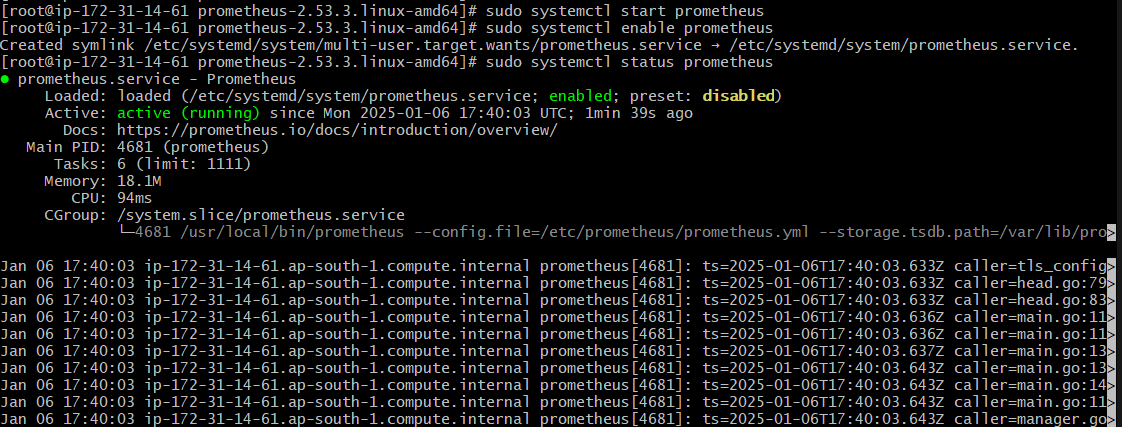 [root@ip-172-31-14-61 prometheus-2.53.3.linux-amd64]# sudo systemctl start prometheus
[root@ip-172-31-14-61 prometheus-2.53.3.linux-amd64]# sudo systemctl enable prometheus
Created symlink /etc/systemd/system/multi-user.target.wants/prometheus.service → /etc/systemd/system/prometheus.service.
[root@ip-172-31-14-61 prometheus-2.53.3.linux-amd64]# sudo systemctl status prometheus
● prometheus.service - Prometheus
     Loaded: loaded (/etc/systemd/system/prometheus.service; enabled; preset: disabled)
     Active: active (running) since Mon 2025-01-06 17:40:03 UTC; 1min 39s ago
       Docs: https://prometheus.io/docs/introduction/overview/
   Main PID: 4681 (prometheus)
      Tasks: 6 (limit: 1111)
     Memory: 18.1M
        CPU: 94ms
     CGroup: /system.slice/prometheus.service
             └─4681 /usr/local/bin/prometheus --config.file=/etc/prometheus/prometheus.yml --storage.tsdb.path=/var/lib/pro>
Jan 06 17:40:03 ip-172-31-14-61.ap-south-1.compute.internal prometheus[4681]: ts=2025-01-06T17:40:03.633Z caller=tls_config>
Jan 06 17:40:03 ip-172-31-14-61.ap-south-1.compute.internal prometheus[4681]: ts=2025-01-06T17:40:03.633Z caller=head.go:79>
Jan 06 17:40:03 ip-172-31-14-61.ap-south-1.compute.internal prometheus[4681]: ts=2025-01-06T17:40:03.633Z caller=head.go:83>
Jan 06 17:40:03 ip-172-31-14-61.ap-south-1.compute.internal prometheus[4681]: ts=2025-01-06T17:40:03.636Z caller=main.go:11>
Jan 06 17:40:03 ip-172-31-14-61.ap-south-1.compute.internal prometheus[4681]: ts=2025-01-06T17:40:03.636Z caller=main.go:11>
Jan 06 17:40:03 ip-172-31-14-61.ap-south-1.compute.internal prometheus[4681]: ts=2025-01-06T17:40:03.637Z caller=main.go:13>
Jan 06 17:40:03 ip-172-31-14-61.ap-south-1.compute.internal prometheus[4681]: ts=2025-01-06T17:40:03.643Z caller=main.go:13>
Jan 06 17:40:03 ip-172-31-14-61.ap-south-1.compute.internal prometheus[4681]: ts=2025-01-06T17:40:03.643Z caller=main.go:14>
Jan 06 17:40:03 ip-172-31-14-61.ap-south-1.compute.internal prometheus[4681]: ts=2025-01-06T17:40:03.643Z caller=main.go:11>
Jan 06 17:40:03 ip-172-31-14-61.ap-south-1.compute.internal prometheus[4681]: ts=2025-01-06T17:40:03.643Z caller=manager.go>